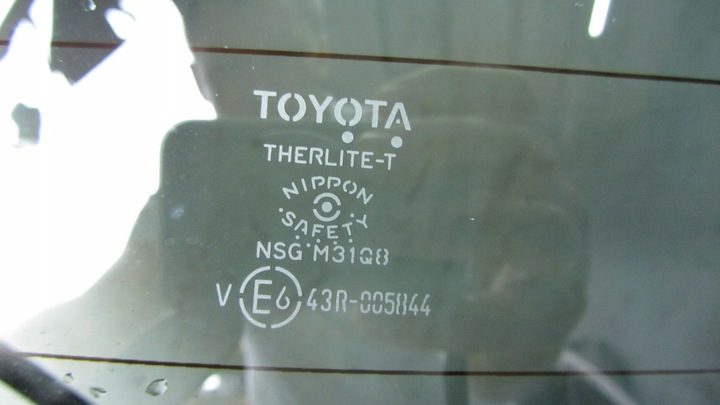 TOYOTA
THERLITE-T
NIPPON
SAFETY
NSG M31Q8
V E6 43R-005844